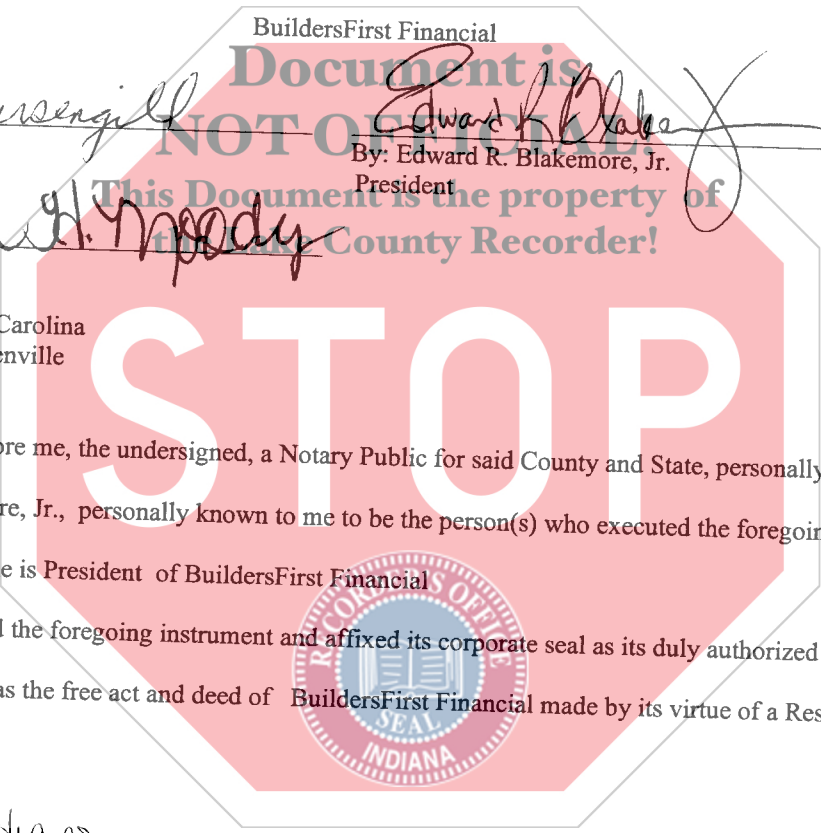 BuildersFirst Financial
Document is
NOT OFFICIAL!
Edward R Blake
By: Edward R. Blakemore, Jr.
President
This Document is the property of
the Lake County Recorder!
H. Moody
Carolina
enville
STOP
ore me, the undersigned, a Notary Public for said County and State, personally
re, Jr., personally known to me to be the person(s) who executed the foregoin
e is President of BuildersFirst Financial
d the foregoing instrument and affixed its corporate seal as its duly authorized
as the free act and deed of BuildersFirst Financial made by its virtue of a Res
RECORDER'S OFFICE
SEAL
INDIANA